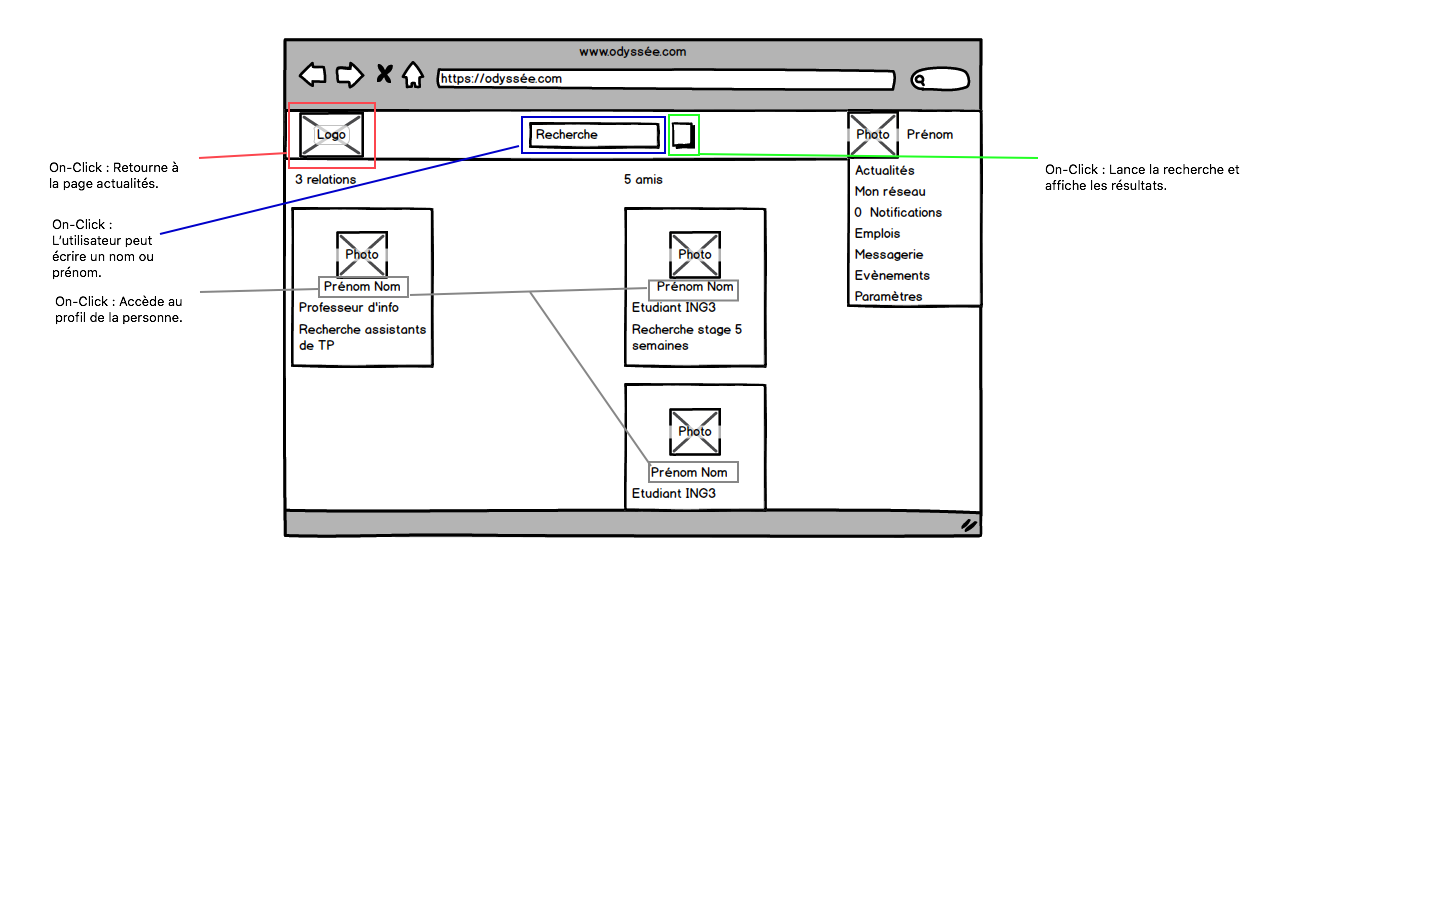 www.odyssée.com
https://odyssée.com
Logo
Recherche
Photo
Prénom
On-Click : Retourne à
la page actualités.
On-Click : Lance la recherche et
affiche les résultats.
Actualités
Mon réseau
0 Notifications
Emplois
Messagerie
Evènements
Paramètres
3 relations
5 amis
On-Click :
L'utilisateur peut
écrire un nom ou
prénom.
On-Click : Accède au
profil de la personne.
Photo
Prénom Nom
Professeur d'info
Recherche assistants
de TP
Photo
Prénom Nom
Etudiant ING3
Recherche stage 5
semaines
Photo
Prénom Nom
Etudiant ING3